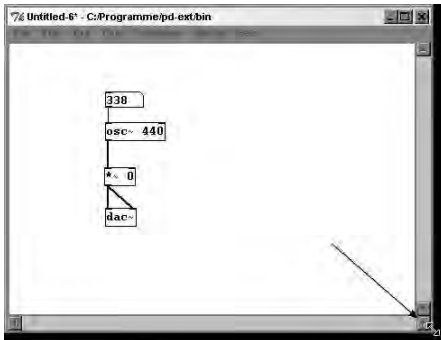 Untitled-6* - C:/Programme/pd-ext/bin
338
osc~ 440
*~ 0
dac~